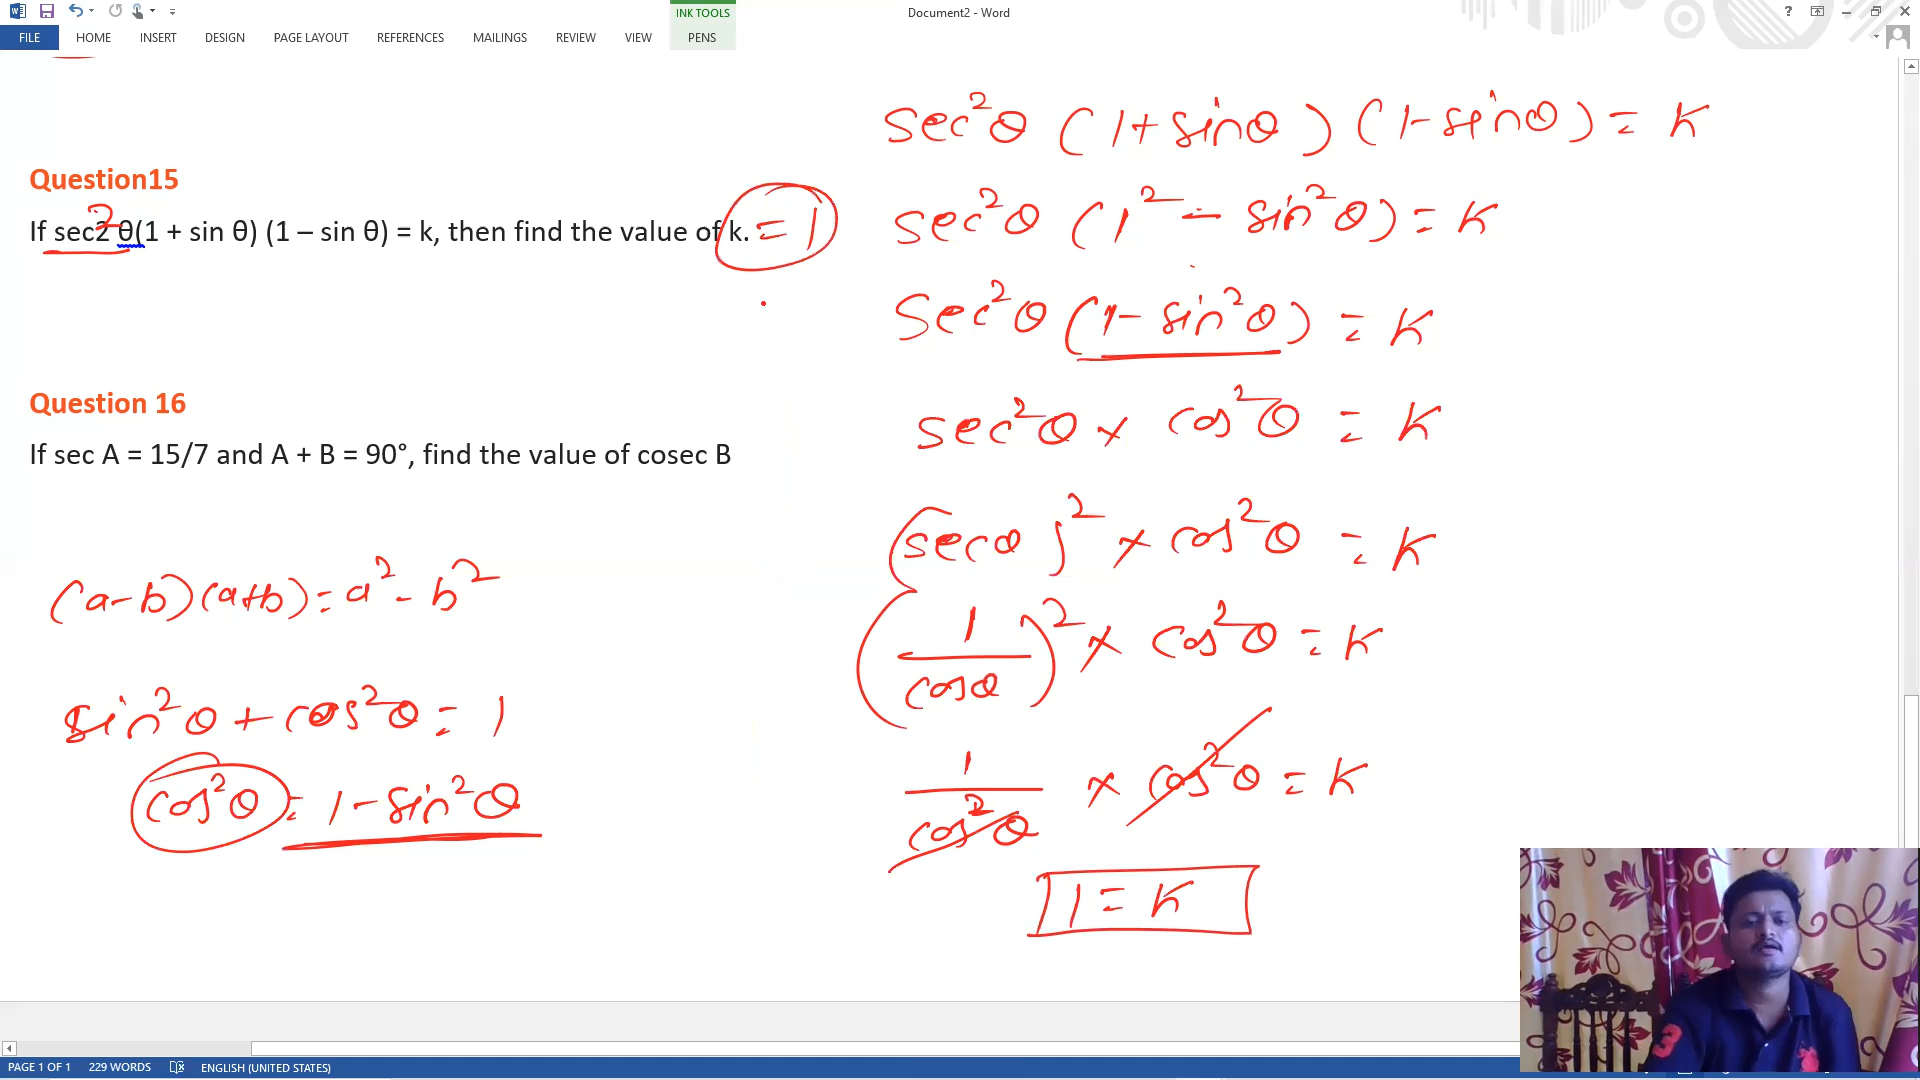 INK TOOLS
Document2 - Word
?
FILE HOME INSERT DESIGN PAGE LAYOUT REFERENCES MAILINGS REVIEW VIEW PENS
Question15
If sec2 θ(1 + sin θ) (1 – sin θ) = k, then find the value of k. = 1
2
Question 16
If sec A = 15/7 and A + B = 90°, find the value of cosec B
(a-b)(a+b) = a² - b²
sin²θ + cos²θ = 1
cos²θ = 1 - sin²θ
sec²θ (1+ sinθ) (1- sinθ) = K
sec²θ (1² - sin²θ) = K
sec²θ (1- sin²θ) = K
sec²θ × cos²θ = K
(secθ)² × cos²θ = K
(1/cosθ)² × cos²θ = K
1/cos²θ × cos²θ = K
1 = K
3
PAGE 1 OF 1 229 WORDS ENGLISH (UNITED STATES)